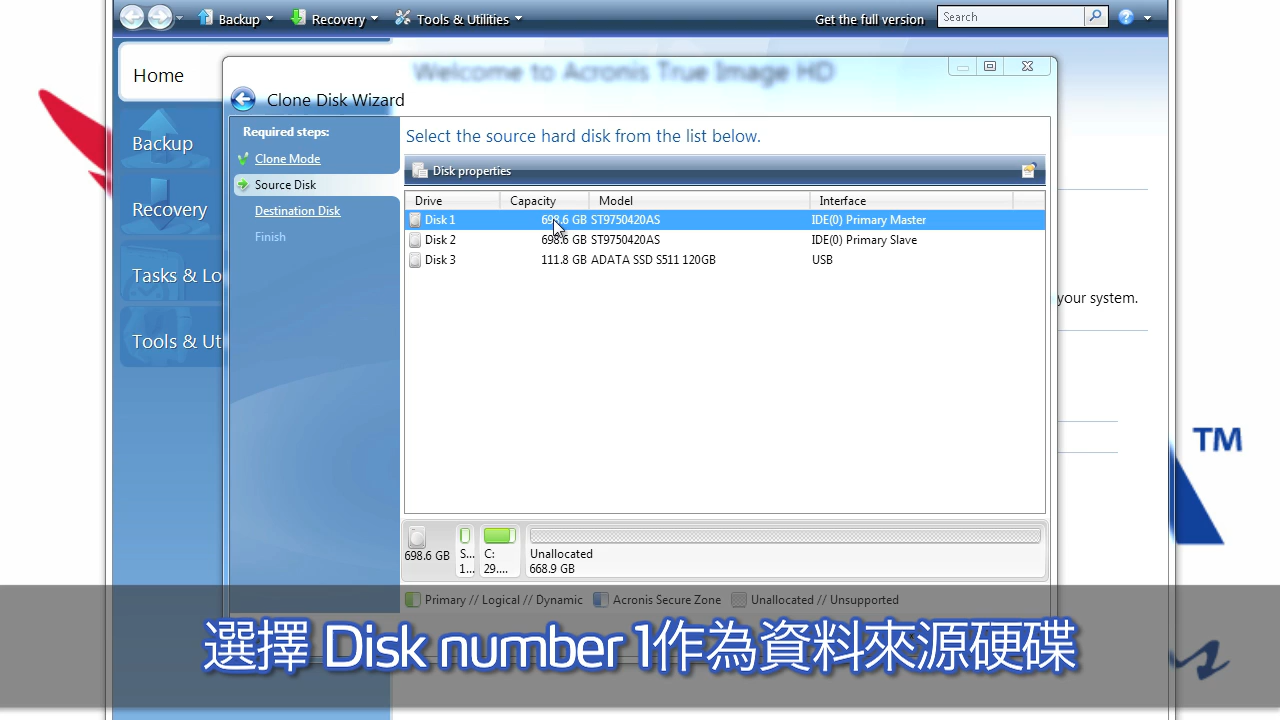 Backup
Recovery
Tools & Utilities
Get the full version
Search
Welcome to Acronis True Image HD
Home
Backup
Recovery
Tasks & Lo
Tools & Ut
Clone Disk Wizard
Required steps:
Clone Mode
Source Disk
Destination Disk
Finish
Select the source hard disk from the list below.
Disk properties
Drive Capacity Model Interface
Disk 1 698.6 GB ST9750420AS IDE(0) Primary Master
Disk 2 698.6 GB ST9750420AS IDE(0) Primary Slave
Disk 3 111.8 GB ADATA SSD S511 120GB USB
your system.
TM
698.6 GB
S...
1...
C:
29....
Unallocated
668.9 GB
Primary // Logical // Dynamic Acronis Secure Zone Unallocated // Unsupported
選擇 Disk number 1作為資料來源硬碟